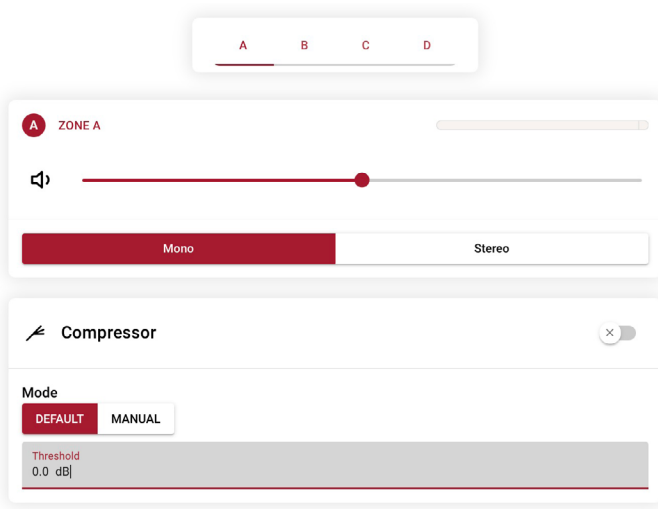 A B C D
A ZONE A
Mono Stereo
Compressor
Mode
DEFAULT MANUAL
Threshold
0.0 dB